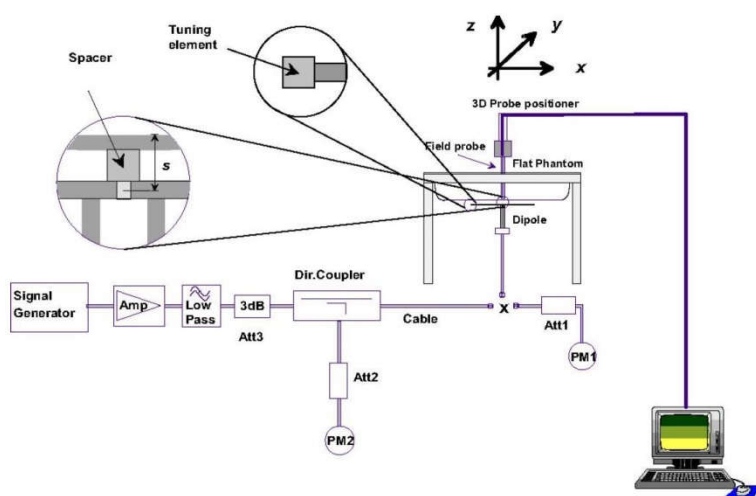 Tuning
element
z
y
x
Spacer
3D Probe positioner
s
Field probe
Flat Phantom
Dipole
Dir.Coupler
Signal
Generator
Amp
Low
Pass
3dB
Att3
Cable
x
Att1
PM1
Att2
PM2